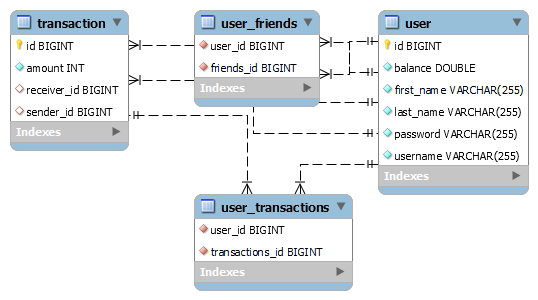 transaction
id BIGINT
amount INT
receiver_id BIGINT
sender_id BIGINT
Indexes
user_friends
user_id BIGINT
friends_id BIGINT
Indexes
user
id BIGINT
balance DOUBLE
first_name VARCHAR(255)
last_name VARCHAR(255)
password VARCHAR(255)
username VARCHAR(255)
Indexes
user_transactions
user_id BIGINT
transactions_id BIGINT
Indexes